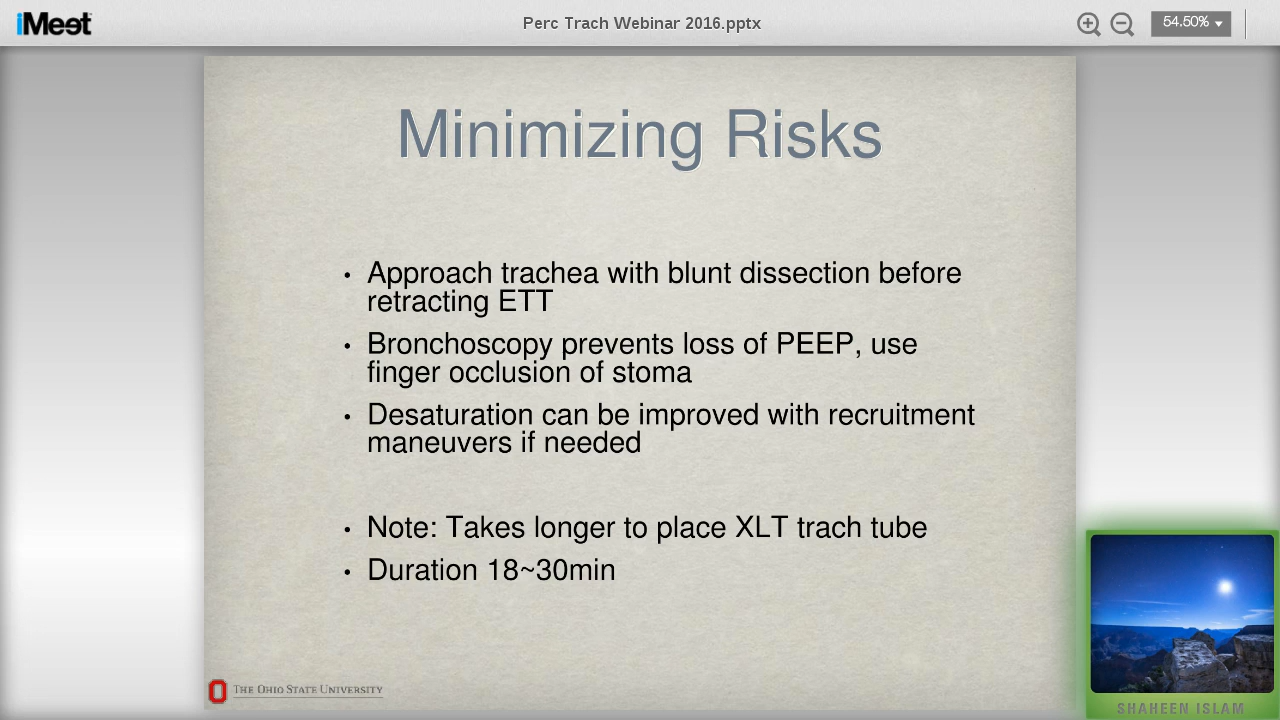 iMeet
Perc Trach Webinar 2016.pptx
54.50%
Minimizing Risks
• Approach trachea with blunt dissection before
retracting ETT
• Bronchoscopy prevents loss of PEEP, use
finger occlusion of stoma
• Desaturation can be improved with recruitment
maneuvers if needed
• Note: Takes longer to place XLT trach tube
• Duration 18~30min
THE OHIO STATE UNIVERSITY
SHAHEEN ISLAM